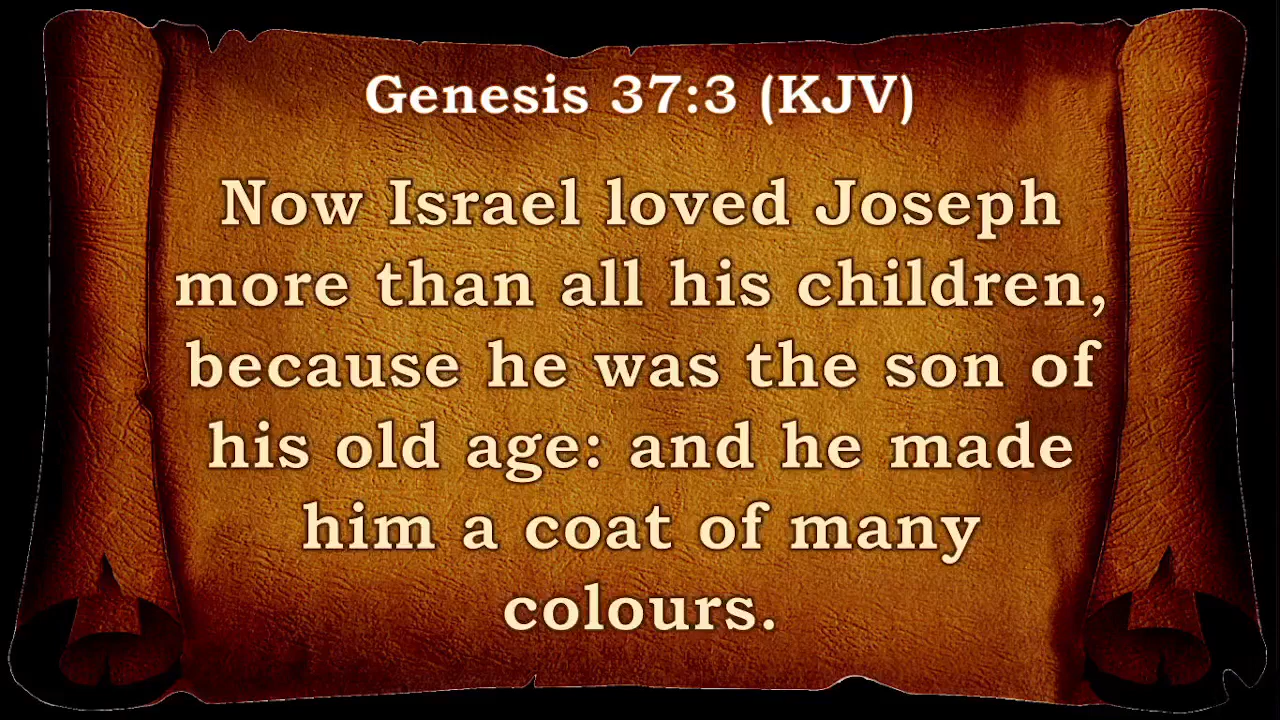 Genesis 37:3 (KJV)
Now Israel loved Joseph
more than all his children,
because he was the son of
his old age: and he made
him a coat of many
colours.